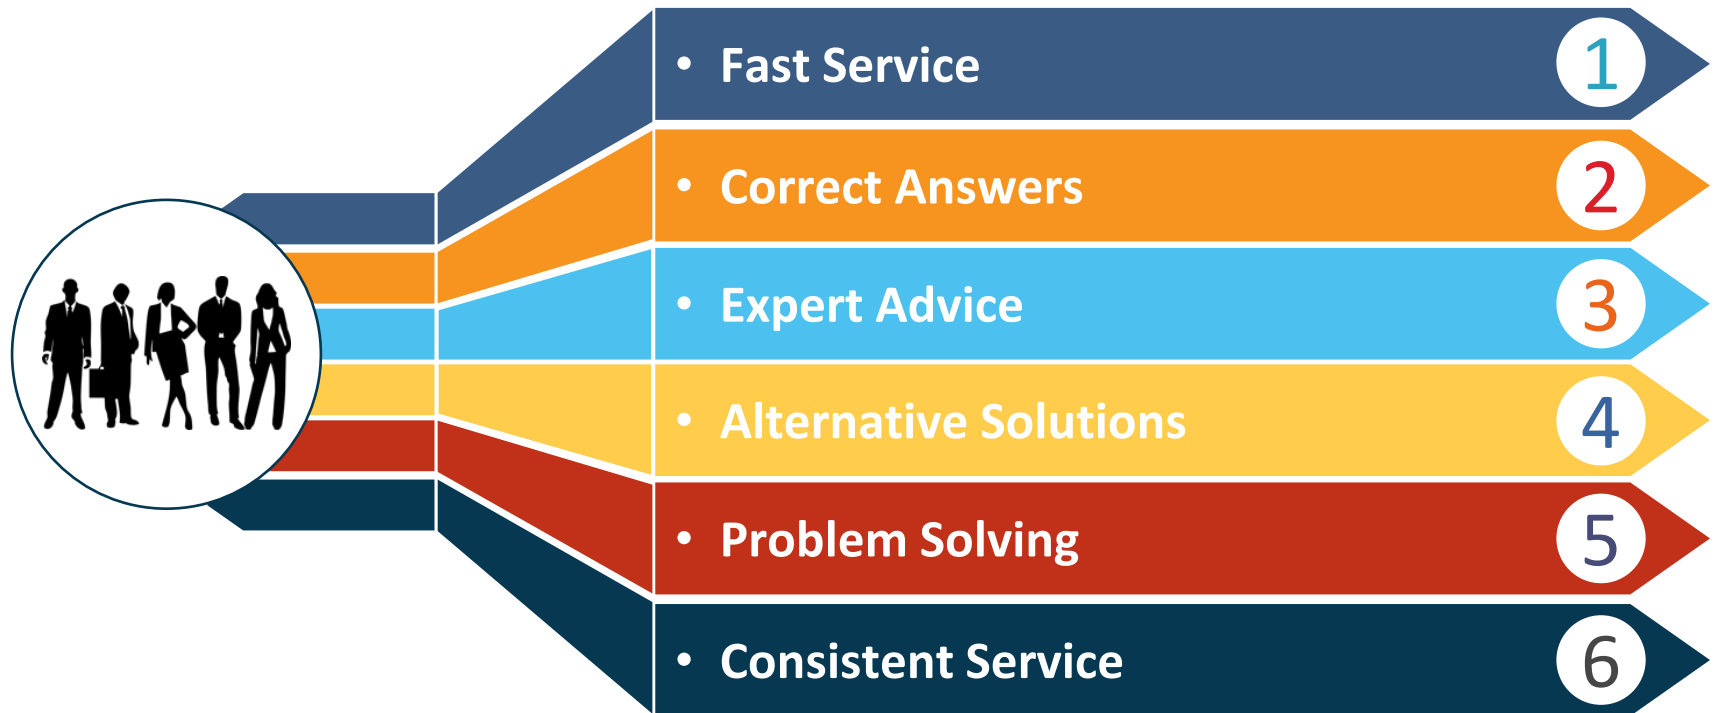 • Fast Service 1
• Correct Answers 2
• Expert Advice 3
• Alternative Solutions 4
• Problem Solving 5
• Consistent Service 6